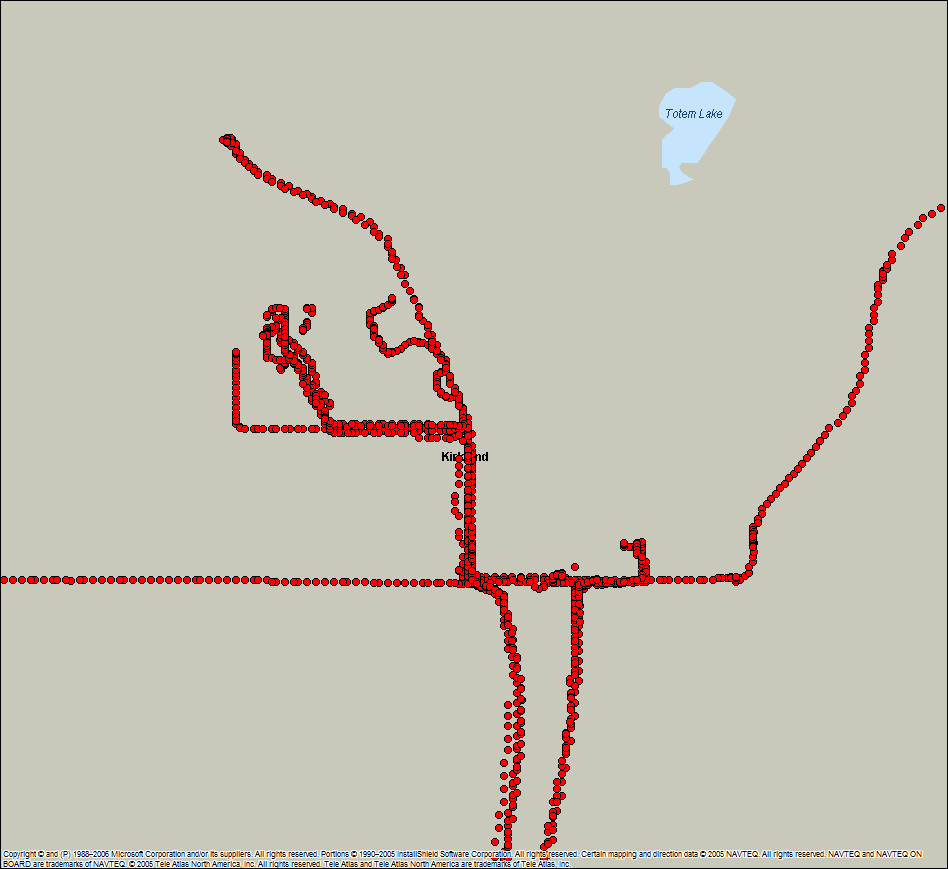 Totem Lake
Kirkland
Copyright © and (P) 1988–2006 Microsoft Corporation and/or its suppliers. All rights reserved. Portions © 1990–2005 InstallShield Software Corporation. All rights reserved. Certain mapping and direction data © 2005 NAVTEQ. All rights reserved. NAVTEQ and NAVTEQ ON
BOARD are trademarks of NAVTEQ. © 2005 Tele Atlas North America, Inc. All rights reserved. Tele Atlas and Tele Atlas North America are trademarks of Tele Atlas, Inc.